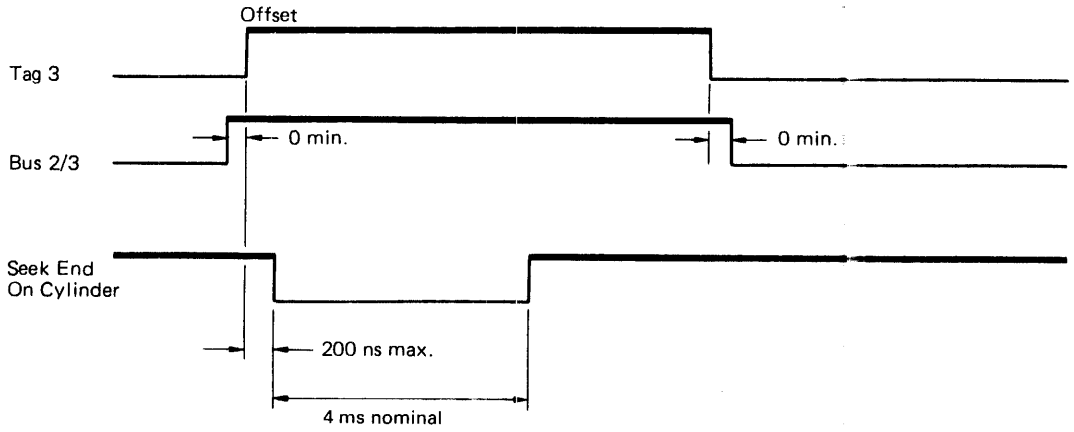 Offset
Tag 3
0 min.
0 min.
Bus 2/3
Seek End
On Cylinder
200 ns max.
4 ms nominal